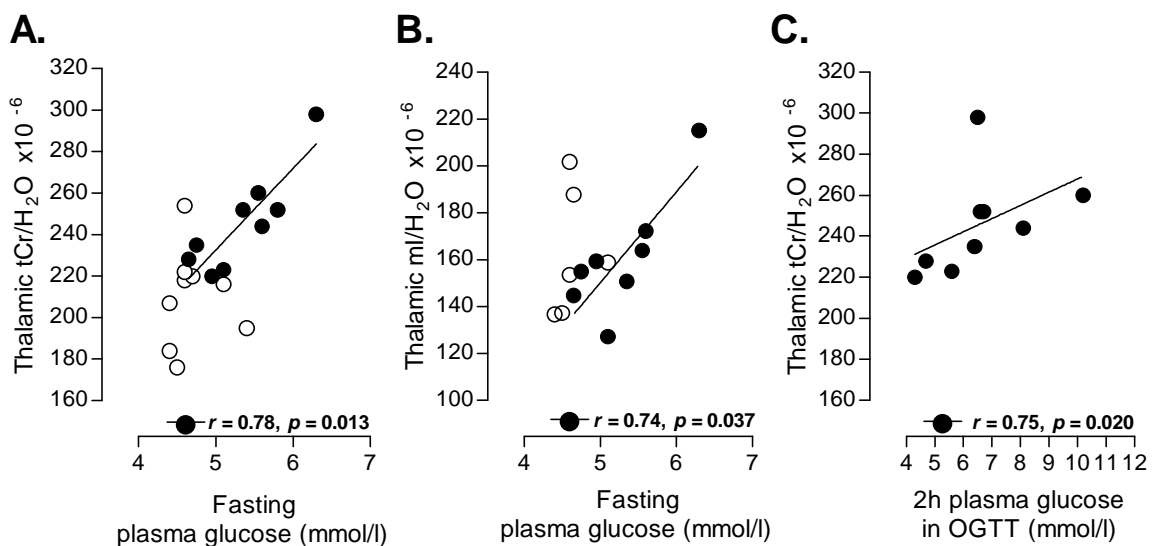 A.
Thalamic tCr/H₂O x10⁻⁶
320
300
280
260
240
220
200
180
160
r = 0.78, p = 0.013
4 5 6 7
Fasting
plasma glucose (mmol/l)
B.
Thalamic mI/H₂O x10⁻⁶
240
220
200
180
160
140
120
100
r = 0.74, p = 0.037
4 5 6 7
Fasting
plasma glucose (mmol/l)
C.
Thalamic tCr/H₂O x10⁻⁶
320
300
280
260
240
220
200
180
160
r = 0.75, p = 0.020
4 5 6 7 8 9 10 11 12
2h plasma glucose
in OGTT (mmol/l)